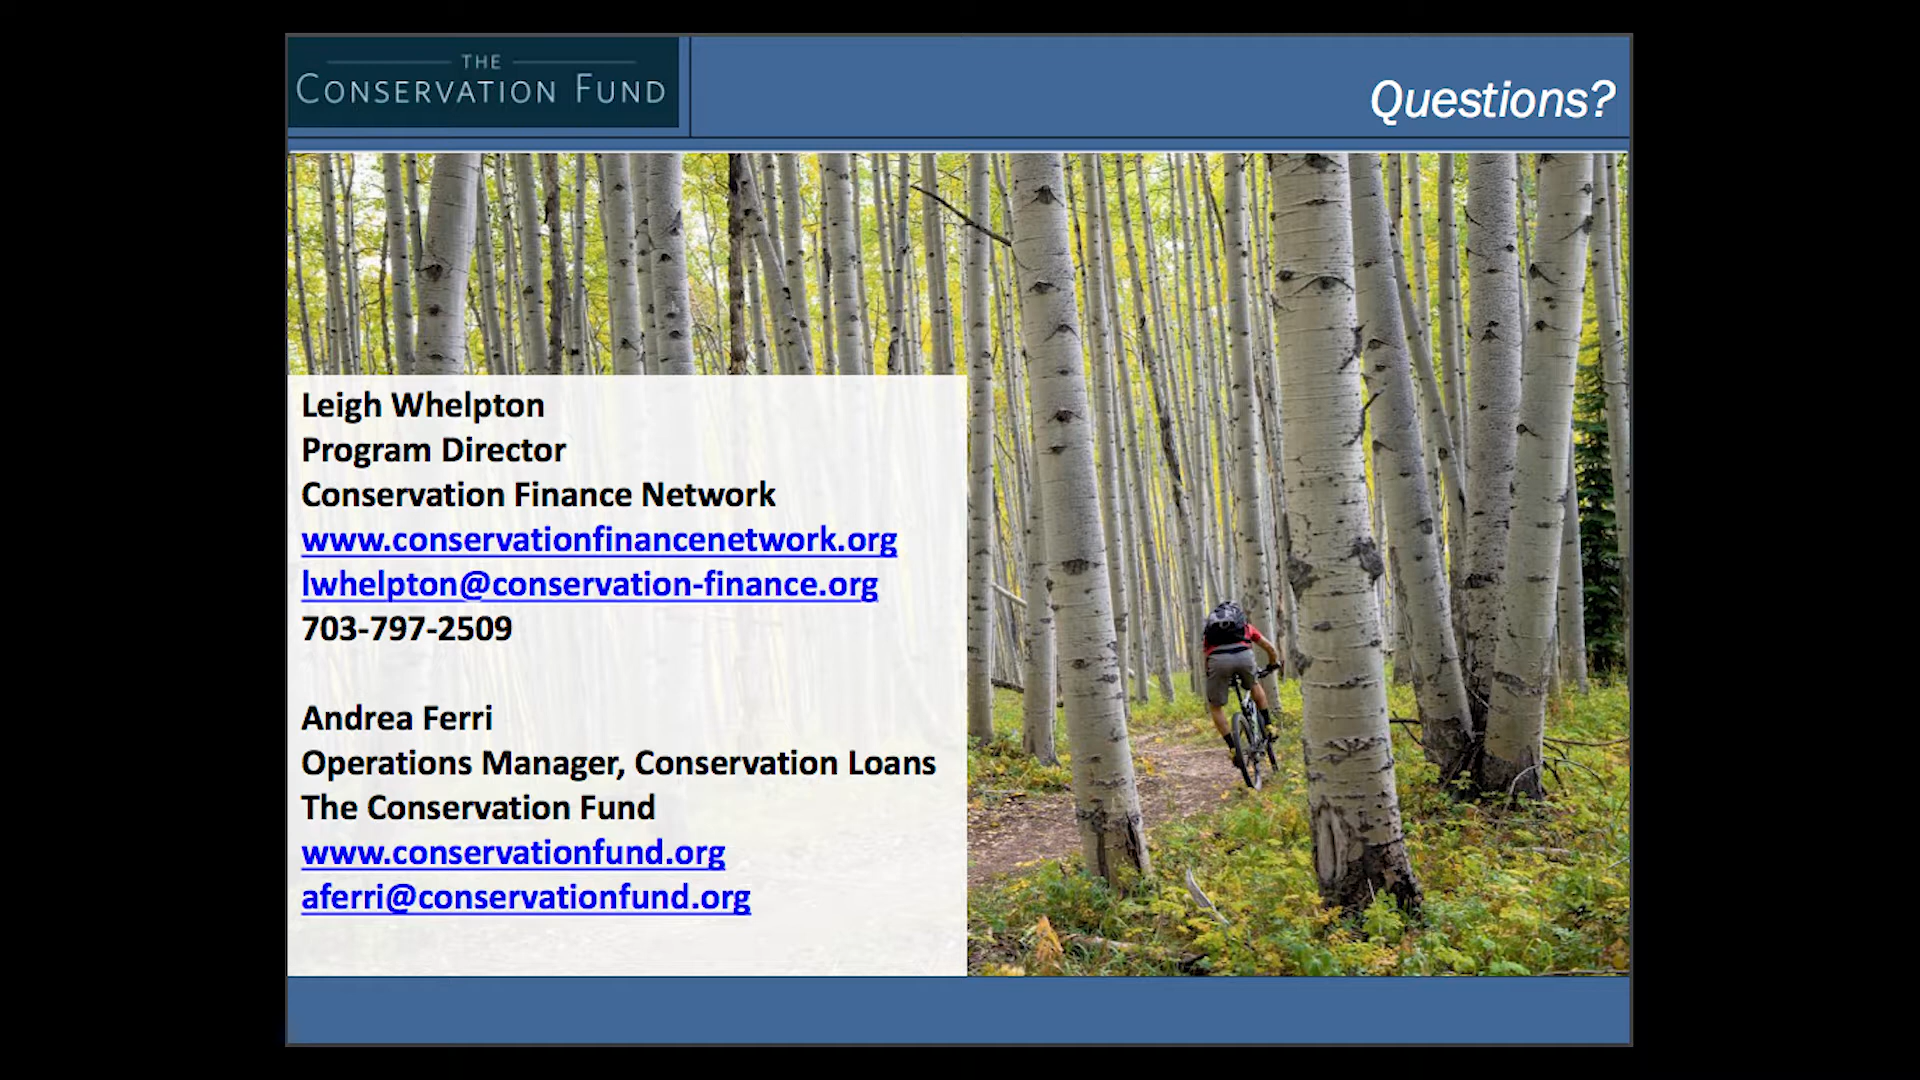 THE
CONSERVATION FUND
Questions?
Leigh Whelpton
Program Director
Conservation Finance Network
www.conservationfinancenetwork.org
lwhelpton@conservation-finance.org
703-797-2509
Andrea Ferri
Operations Manager, Conservation Loans
The Conservation Fund
www.conservationfund.org
aferri@conservationfund.org